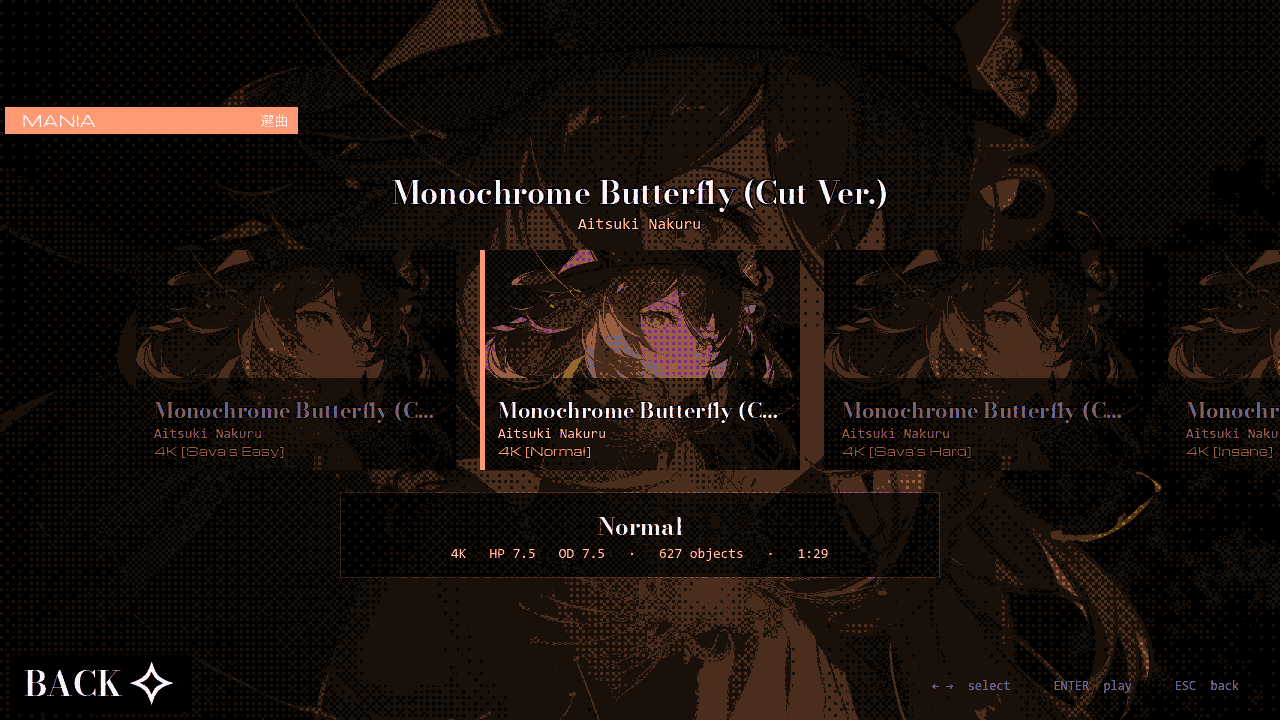 MANIA 選曲
Monochrome Butterfly (Cut Ver.)
Aitsuki Nakuru
Monochrome Butterfly (C...
Aitsuki Nakuru
4K [Sava's Easy]
Monochrome Butterfly (C...
Aitsuki Nakuru
4K [Normal]
Monochrome Butterfly (C...
Aitsuki Nakuru
4K [Sava's Hard]
Monochr
Aitsuki Naku
4K [Insane]
Normal
4K HP 7.5 OD 7.5 · 627 objects · 1:29
BACK
← → select ENTER play ESC back